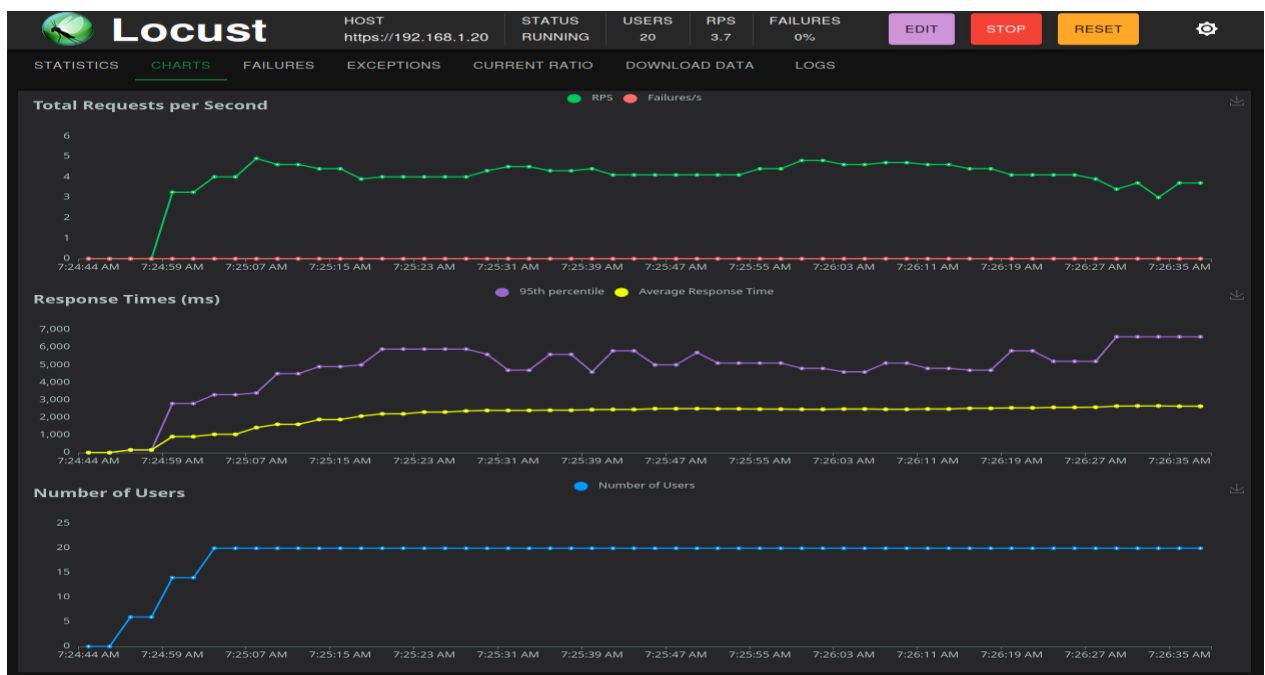 Locust
HOST STATUS USERS RPS FAILURES
https://192.168.1.20 RUNNING 20 3.7 0%
EDIT STOP RESET
STATISTICS CHARTS FAILURES EXCEPTIONS CURRENT RATIO DOWNLOAD DATA LOGS
Total Requests per Second
RPS Failures/s
6
5
4
3
2
1
0
7:24:44 AM 7:24:59 AM 7:25:07 AM 7:25:15 AM 7:25:23 AM 7:25:31 AM 7:25:39 AM 7:25:47 AM 7:25:55 AM 7:26:03 AM 7:26:11 AM 7:26:19 AM 7:26:27 AM 7:26:35 AM
Response Times (ms)
95th percentile Average Response Time
7,000
6,000
5,000
4,000
3,000
2,000
1,000
0
7:24:44 AM 7:24:59 AM 7:25:07 AM 7:25:15 AM 7:25:23 AM 7:25:31 AM 7:25:39 AM 7:25:47 AM 7:25:55 AM 7:26:03 AM 7:26:11 AM 7:26:19 AM 7:26:27 AM 7:26:35 AM
Number of Users
Number of Users
25
20
15
10
5
0
7:24:44 AM 7:24:59 AM 7:25:07 AM 7:25:15 AM 7:25:23 AM 7:25:31 AM 7:25:39 AM 7:25:47 AM 7:25:55 AM 7:26:03 AM 7:26:11 AM 7:26:19 AM 7:26:27 AM 7:26:35 AM